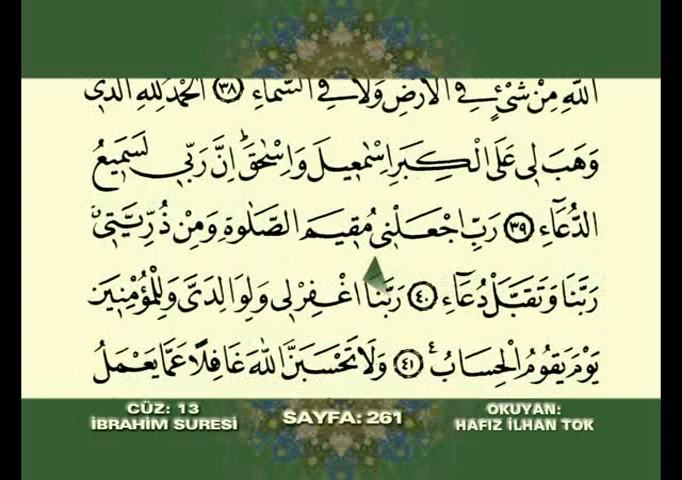 اللّٰهِ مِنْ شَيْءٍ فِي الْاَرْضِ وَلَا فِي السَّمَاءِ ﴿٣٨﴾ اَلْحَمْدُ لِلّٰهِ الَّذ۪ي
وَهَبَ ل۪ي عَلَى الْكِبَرِ اِسْمٰع۪يلَ وَاِسْحٰقَ اِنَّ رَبّ۪ي لَسَم۪يعُ
الدُّعَٓاءِ ﴿٣٩﴾ رَبِّ اجْعَلْن۪ي مُق۪يمَ الصَّلٰوةِ وَمِنْ ذُرِّيَّت۪ي
رَبَّنَا وَتَقَبَّلْ دُعَٓاءِ ﴿٤٠﴾ رَبَّنَا اغْفِرْ ل۪ي وَلِوَالِدَيَّ وَلِلْمُؤْمِن۪ينَ
يَوْمَ يَقُومُ الْحِسَابُ ﴿٤١﴾ وَلَا تَحْسَبَنَّ اللّٰهَ غَافِلًا عَمَّا يَعْمَلُ
CÜZ: 13
İBRAHİM SURESİ
SAYFA: 261
OKUYAN:
HAFIZ İLHAN TOK